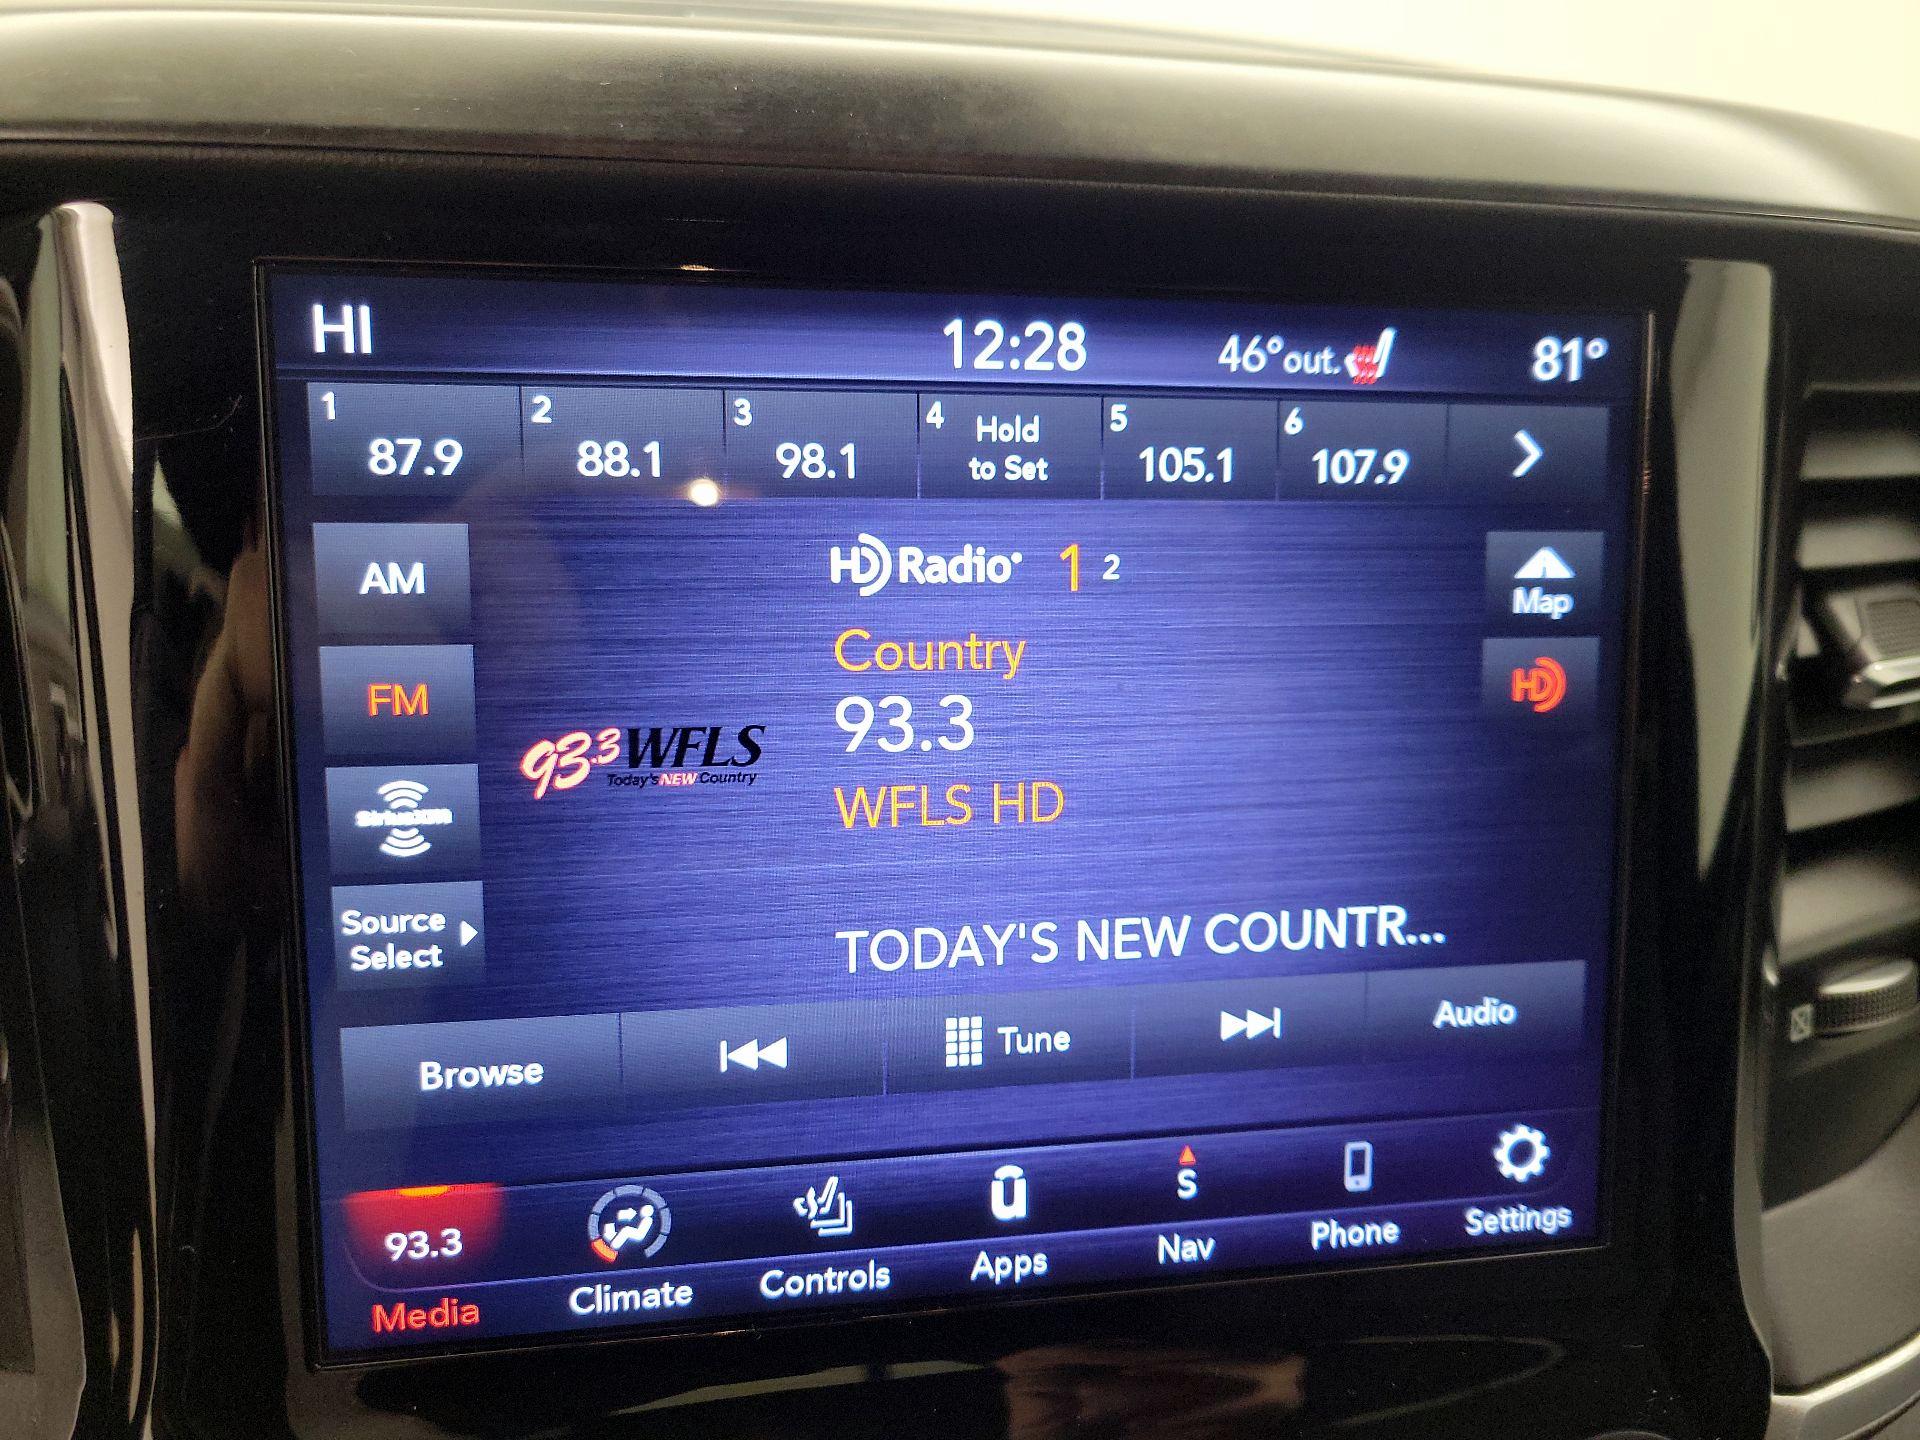 HI
12:28
46°out.
81°
1
87.9
2
88.1
3
98.1
4
Hold
to Set
5
105.1
6
107.9
AM
HD Radio
1
2
Map
Country
FM
HD
93.3
93.3 WFLS
Today's NEW Country
WFLS HD
SiriusXM
Source
Select
TODAY'S NEW COUNTR...
Browse
Tune
Audio
93.3
Media
Climate
Controls
Apps
S
Nav
Phone
Settings